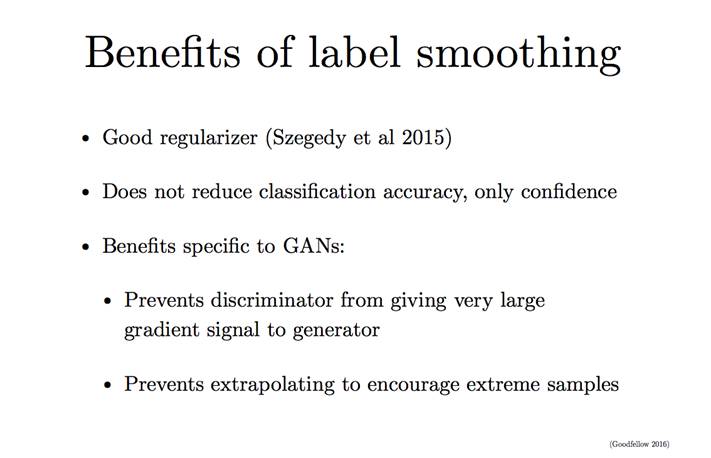 Benefits of label smoothing
• Good regularizer (Szegedy et al 2015)
• Does not reduce classification accuracy, only confidence
• Benefits specific to GANs:
• Prevents discriminator from giving very large
gradient signal to generator
• Prevents extrapolating to encourage extreme samples
(Goodfellow 2016)